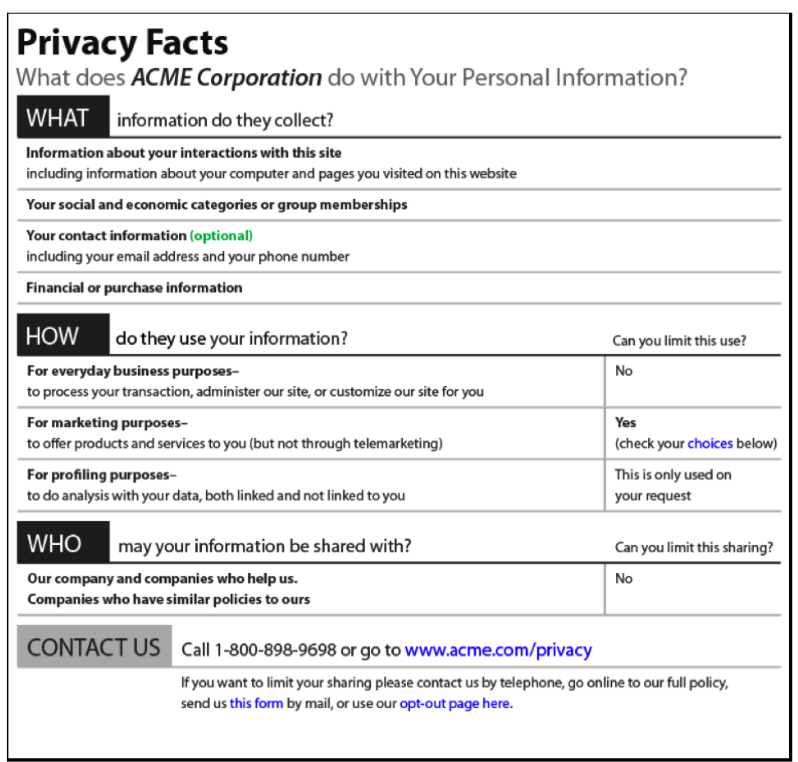 Privacy Facts
What does ACME Corporation do with Your Personal Information?
WHAT information do they collect?
Information about your interactions with this site
including information about your computer and pages you visited on this website
Your social and economic categories or group memberships
Your contact information (optional)
including your email address and your phone number
Financial or purchase information
HOW do they use your information? Can you limit this use?
For everyday business purposes– No
to process your transaction, administer our site, or customize our site for you
For marketing purposes– Yes
to offer products and services to you (but not through telemarketing) (check your choices below)
For profiling purposes– This is only used on
to do analysis with your data, both linked and not linked to you your request
WHO may your information be shared with? Can you limit this sharing?
Our company and companies who help us. No
Companies who have similar policies to ours
CONTACT US Call 1-800-898-9698 or go to www.acme.com/privacy
If you want to limit your sharing please contact us by telephone, go online to our full policy,
send us this form by mail, or use our opt-out page here.